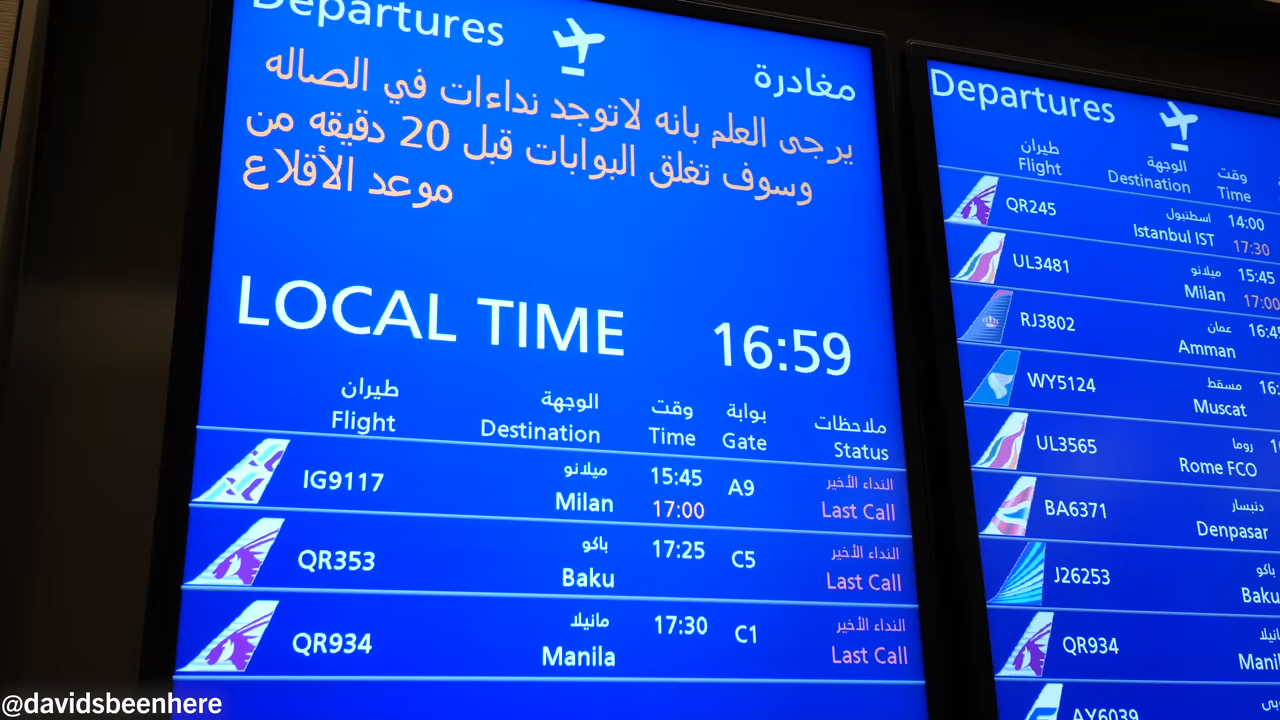 Departures
مغادرة
يرجى العلم بانه لاتوجد نداءات في الصاله
وسوف تغلق البوابات قبل 20 دقيقه من
موعد الأقلاع
LOCAL TIME 16:59
طيران الوجهة وقت بوابة ملاحظات
Flight Destination Time Gate Status
ميلانو النداء الأخير
IG9117 Milan 15:45 A9 Last Call
17:00
باكو النداء الأخير
QR353 Baku 17:25 C5 Last Call
مانيلا النداء الأخير
QR934 Manila 17:30 C1 Last Call
Departures
طيران الوجهة وقت
Flight Destination Time
اسطنبول
QR245 Istanbul IST 14:00
17:30
ميلانو
UL3481 Milan 15:45
17:00
عمان
RJ3802 Amman
مسقط
WY5124 Muscat
روما
UL3565 Rome FCO
دنبسار
BA6371 Denpasar
باكو
J26253 Baku
QR934
AY6039
@davidsbeenhere